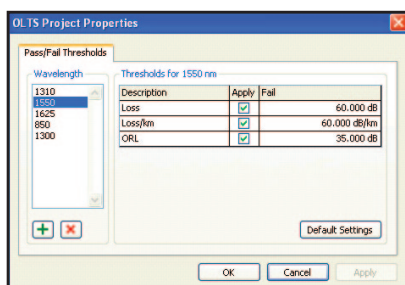 OLTS Project Properties
Pass/Fail Thresholds
Wavelength
1310
1550
1625
850
1300
Thresholds for 1550 nm
Description Apply Fail
Loss 60.000 dB
Loss/km 60.000 dB/km
ORL 35.000 dB
Default Settings
OK Cancel Apply